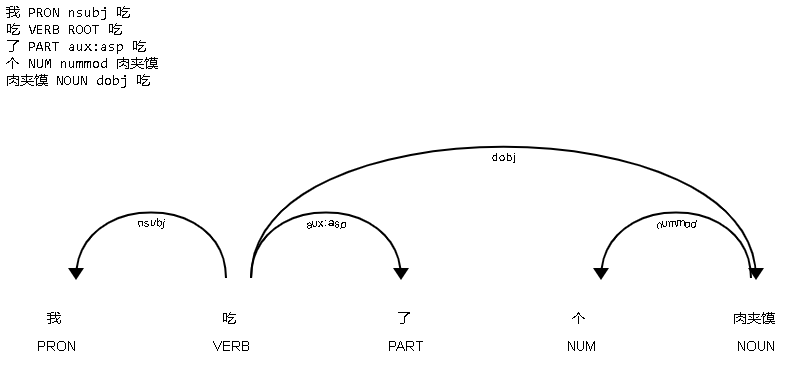 我 PRON nsubj 吃
吃 VERB ROOT 吃
了 PART aux:asp 吃
个 NUM nummod 肉夹馍
肉夹馍 NOUN dobj 吃
dobj
nsubj aux:asp nummod
我 吃 了 个 肉夹馍
PRON VERB PART NUM NOUN